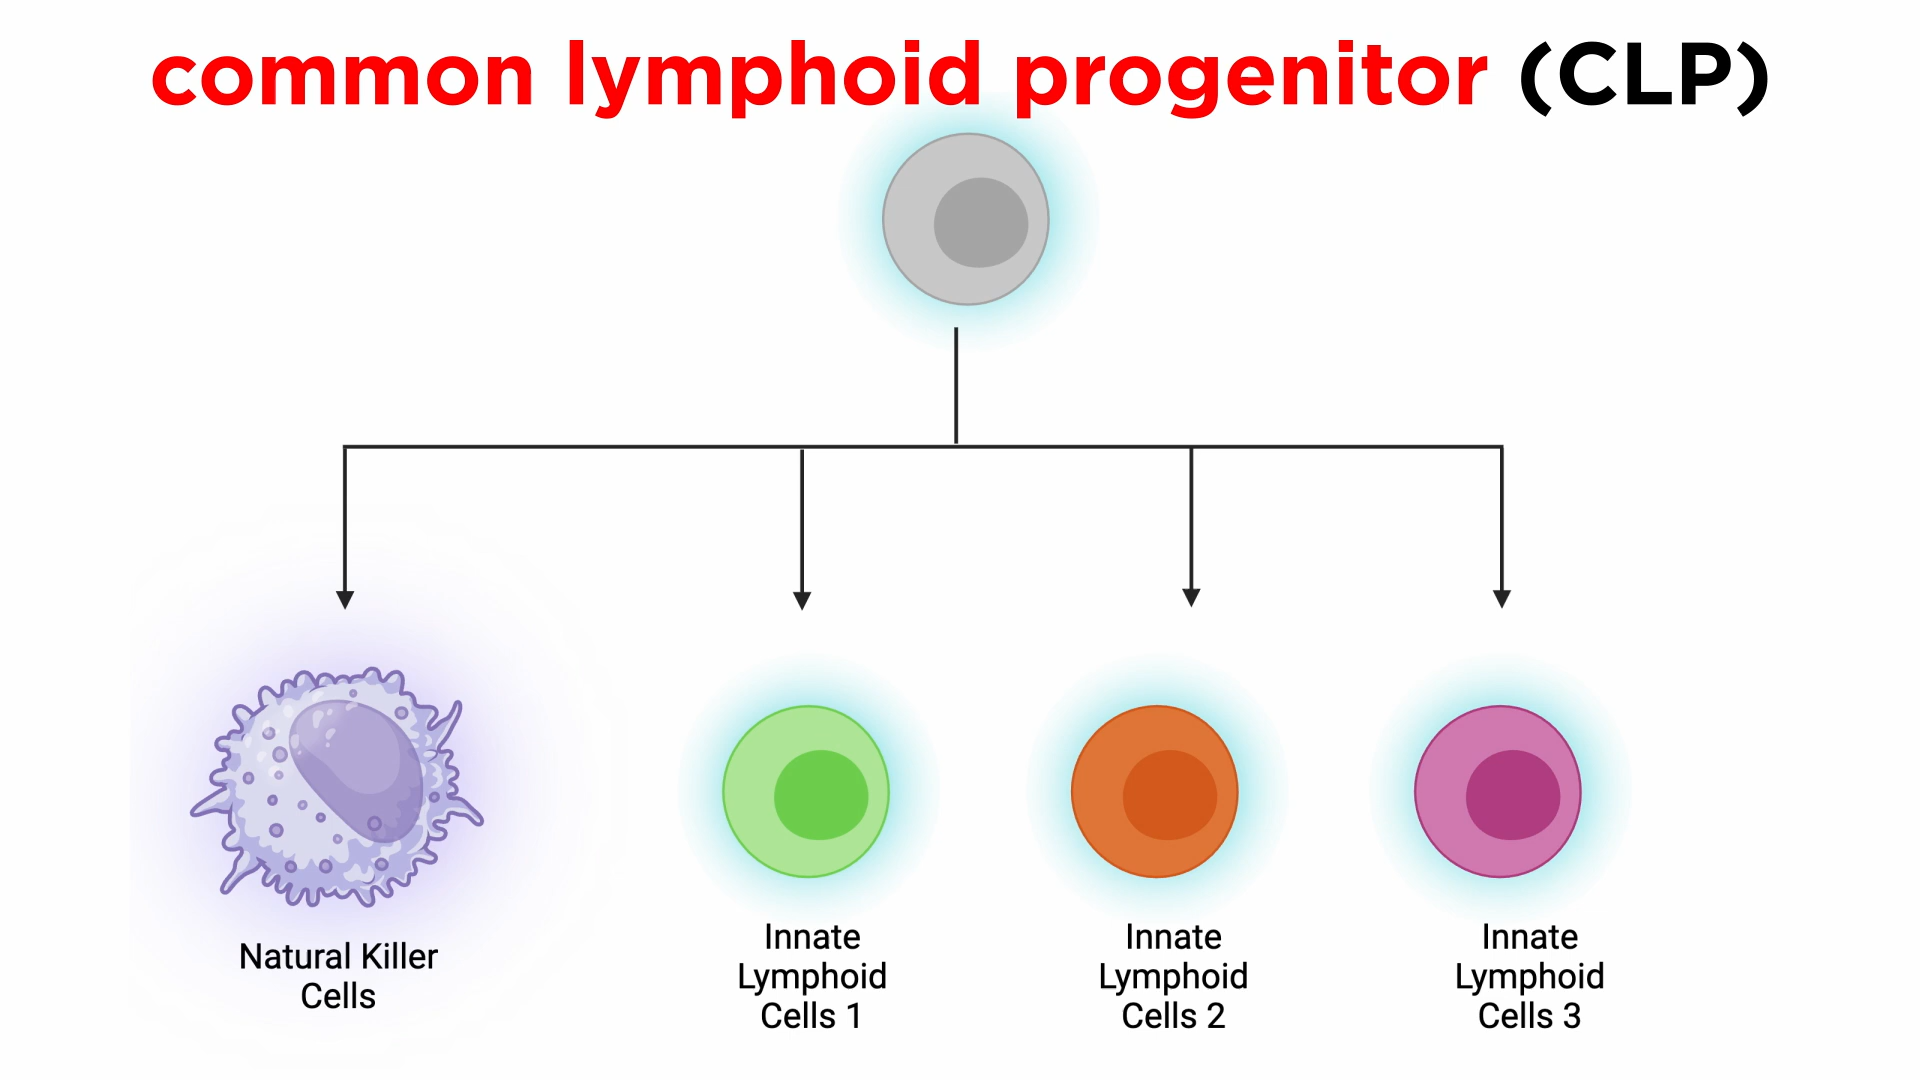 common lymphoid progenitor (CLP)
Natural Killer
Cells
Innate
Lymphoid
Cells 1
Innate
Lymphoid
Cells 2
Innate
Lymphoid
Cells 3